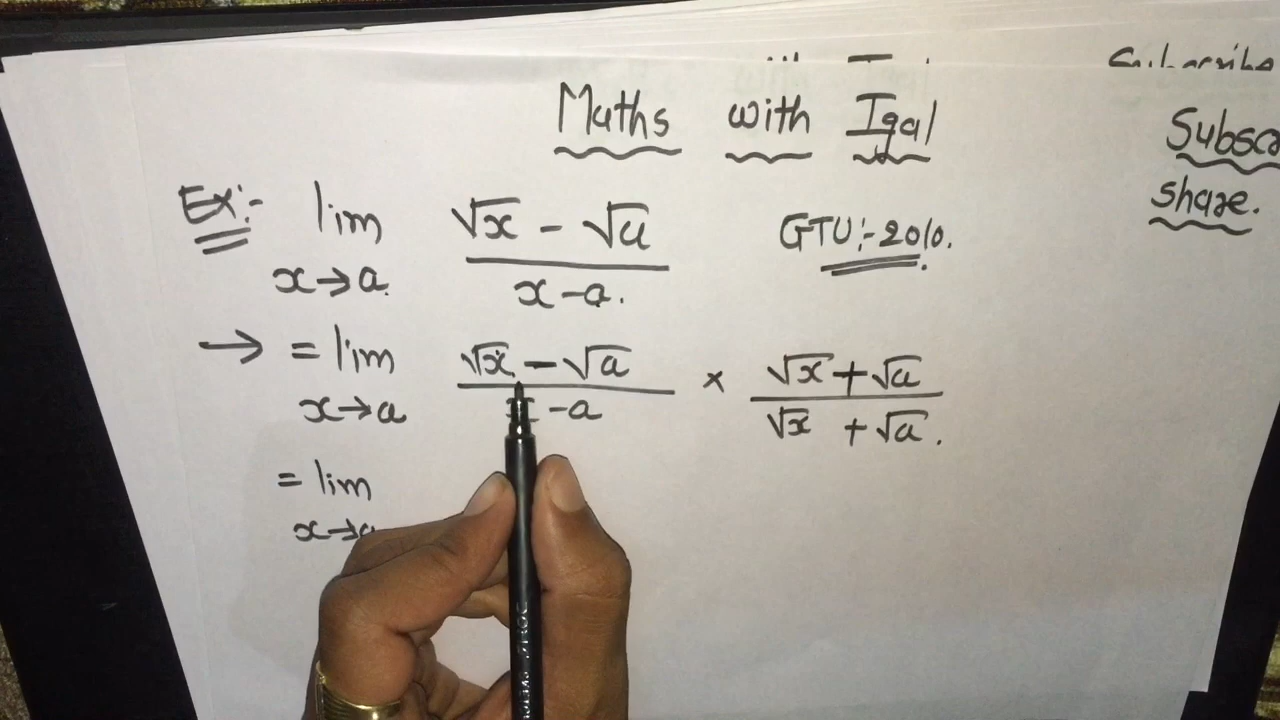 Maths with Iqal
Subsc
share.
Ex:- lim √x - √a GTU:- 2010.
x→a. x-a.
→ = lim √x - √a × √x + √a
x→a x -a √x + √a.
= lim
x→a